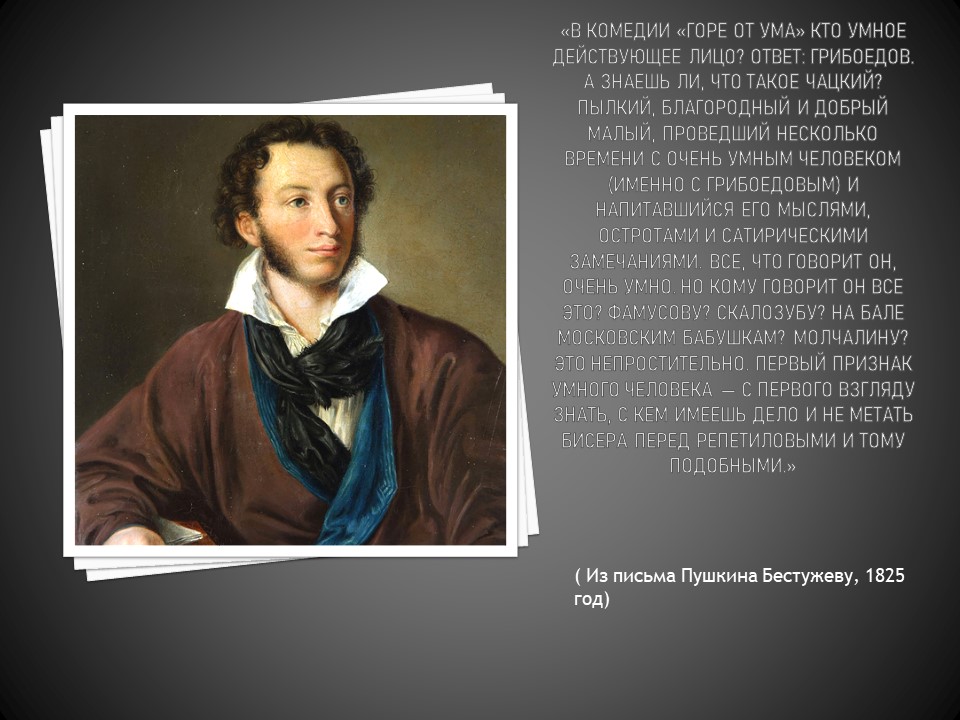 «В КОМЕДИИ «ГОРЕ ОТ УМА» КТО УМНОЕ
ДЕЙСТВУЮЩЕЕ ЛИЦО? ОТВЕТ: ГРИБОЕДОВ.
А ЗНАЕШЬ ЛИ, ЧТО ТАКОЕ ЧАЦКИЙ?
ПЫЛКИЙ, БЛАГОРОДНЫЙ И ДОБРЫЙ
МАЛЫЙ, ПРОВЕДШИЙ НЕСКОЛЬКО
ВРЕМЕНИ С ОЧЕНЬ УМНЫМ ЧЕЛОВЕКОМ
(ИМЕННО С ГРИБОЕДОВЫМ) И
НАПИТАВШИЙСЯ ЕГО МЫСЛЯМИ,
ОСТРОТАМИ И САТИРИЧЕСКИМИ
ЗАМЕЧАНИЯМИ. ВСЕ, ЧТО ГОВОРИТ ОН,
ОЧЕНЬ УМНО. НО КОМУ ГОВОРИТ ОН ВСЕ
ЭТО? ФАМУСОВУ? СКАЛОЗУБУ? НА БАЛЕ
МОСКОВСКИМ БАБУШКАМ? МОЛЧАЛИНУ?
ЭТО НЕПРОСТИТЕЛЬНО. ПЕРВЫЙ ПРИЗНАК
УМНОГО ЧЕЛОВЕКА — С ПЕРВОГО ВЗГЛЯДУ
ЗНАТЬ, С КЕМ ИМЕЕШЬ ДЕЛО И НЕ МЕТАТЬ
БИСЕРА ПЕРЕД РЕПЕТИЛОВЫМИ И ТОМУ
ПОДОБНЫМИ.»
( Из письма Пушкина Бестужеву, 1825
год)